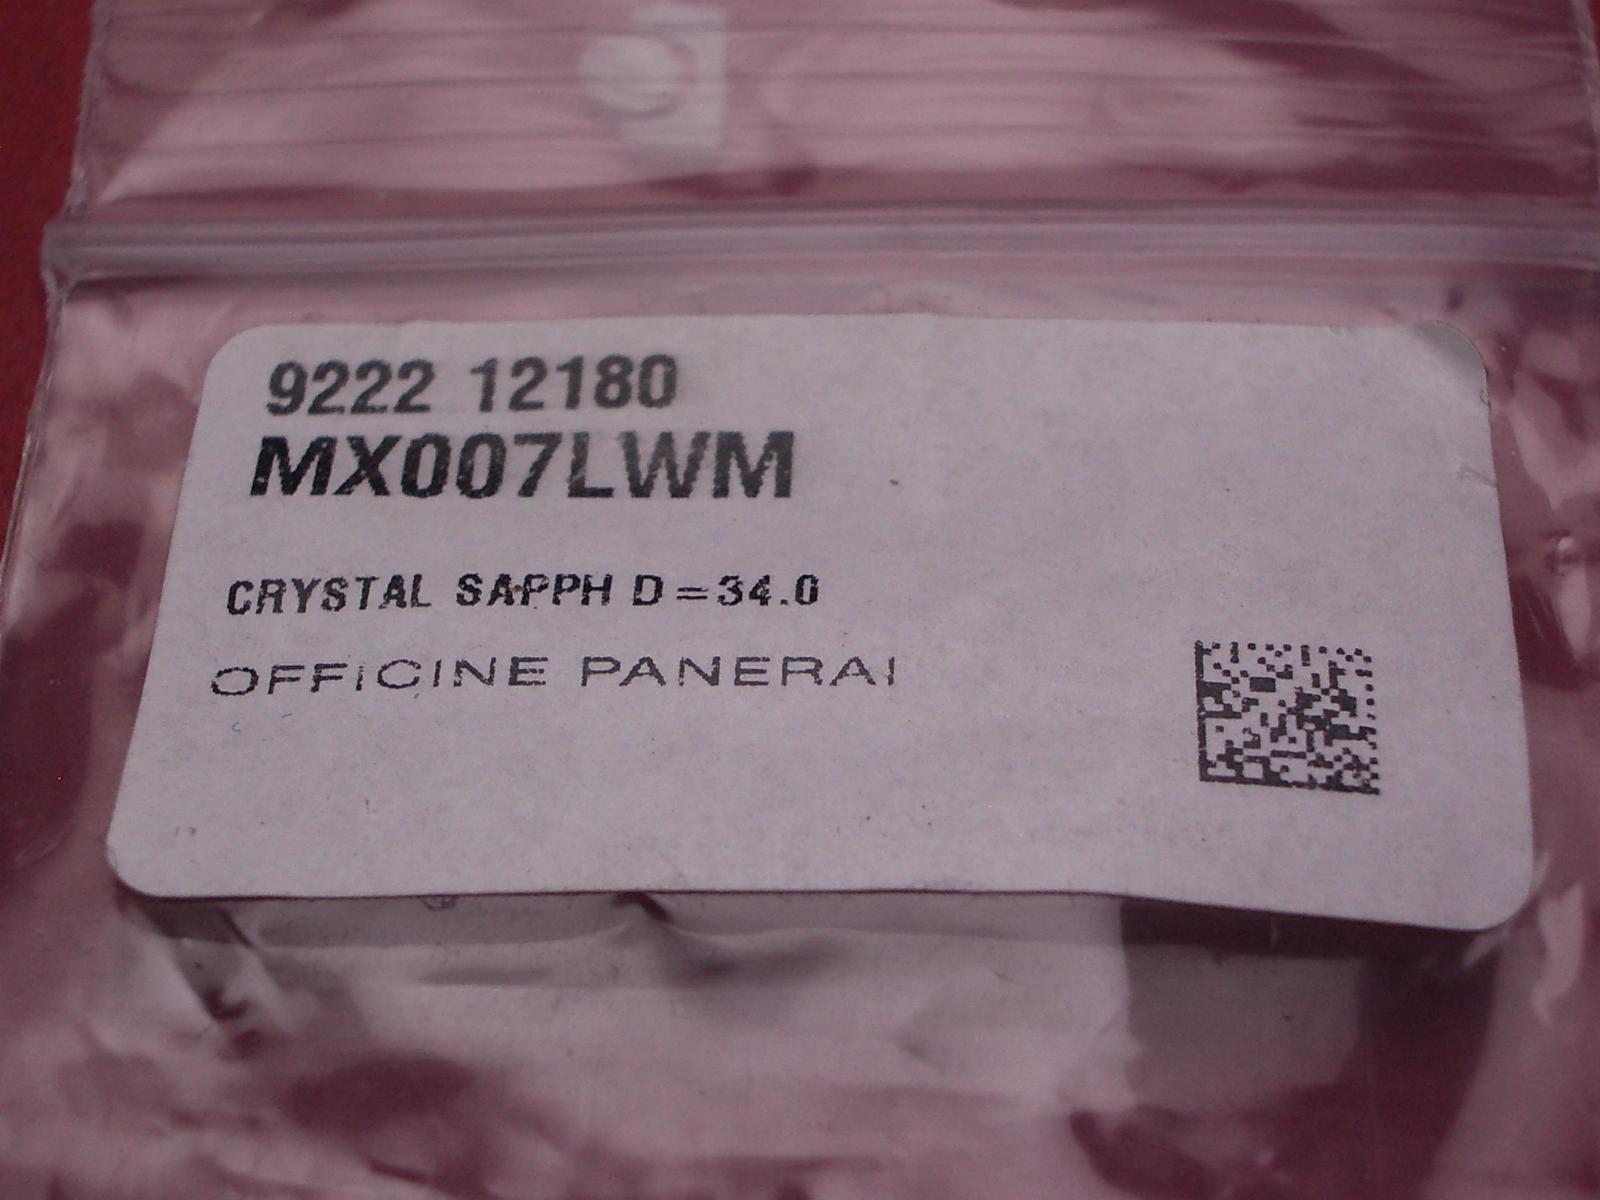 9222 12180
MX007LWM
CRYSTAL SAPPH D=34.0
OFFICINE PANERAI